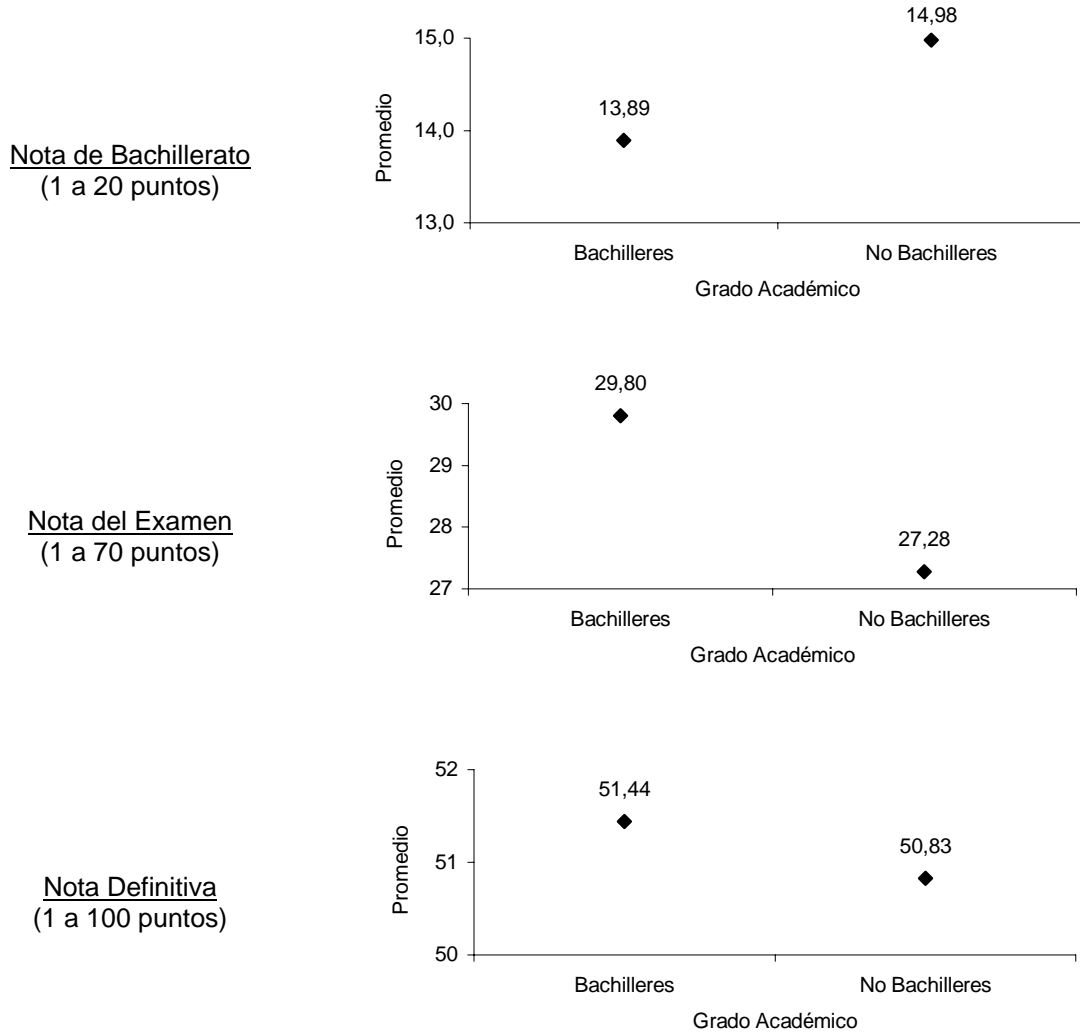 Nota de Bachillerato
(1 a 20 puntos)
Promedio
15,0
14,0
13,0
13,89
14,98
Bachilleres
No Bachilleres
Grado Académico
Nota del Examen
(1 a 70 puntos)
Promedio
30
29
28
27
29,80
27,28
Bachilleres
No Bachilleres
Grado Académico
Nota Definitiva
(1 a 100 puntos)
Promedio
52
51
50
51,44
50,83
Bachilleres
No Bachilleres
Grado Académico